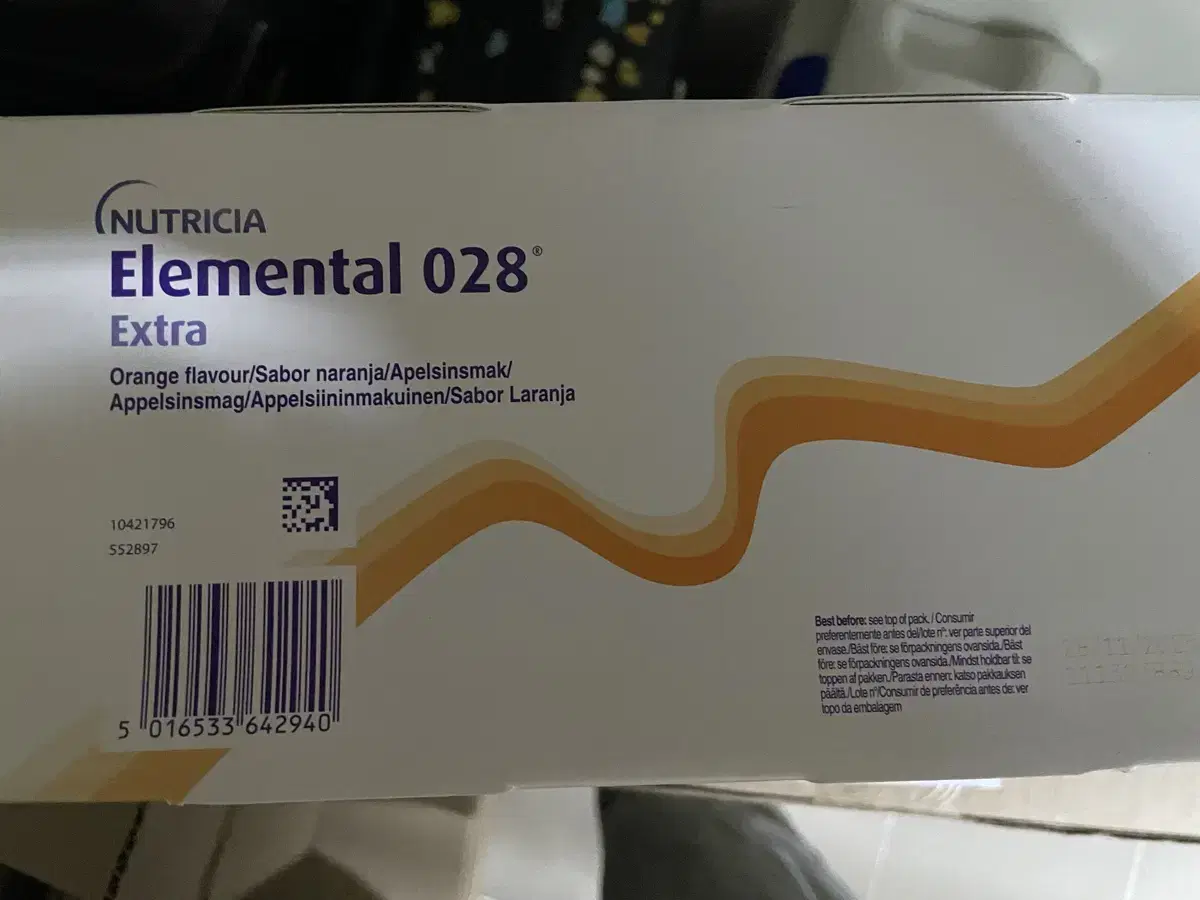 NUTRICIA
Elemental 028®
Extra
Orange flavour/Sabor naranja/Apelsinsmak/
Appelsinsmag/Appelsiininmakuinen/Sabor Laranja
10421796
552897
5 016533 642940
Best before: see top of pack. / Consumir
preferentemente antes del/lote nº: ver parte superior del
envase./Bäst före: se förpackningens ovansida./Bäst
före: se förpackningens ovansida./Mindst holdbar til: se
toppen af pakken./Parasta ennen: katso pakkauksen
päältä./Lote nº/Consumir de preferência antes de: ver
topo da embalagem